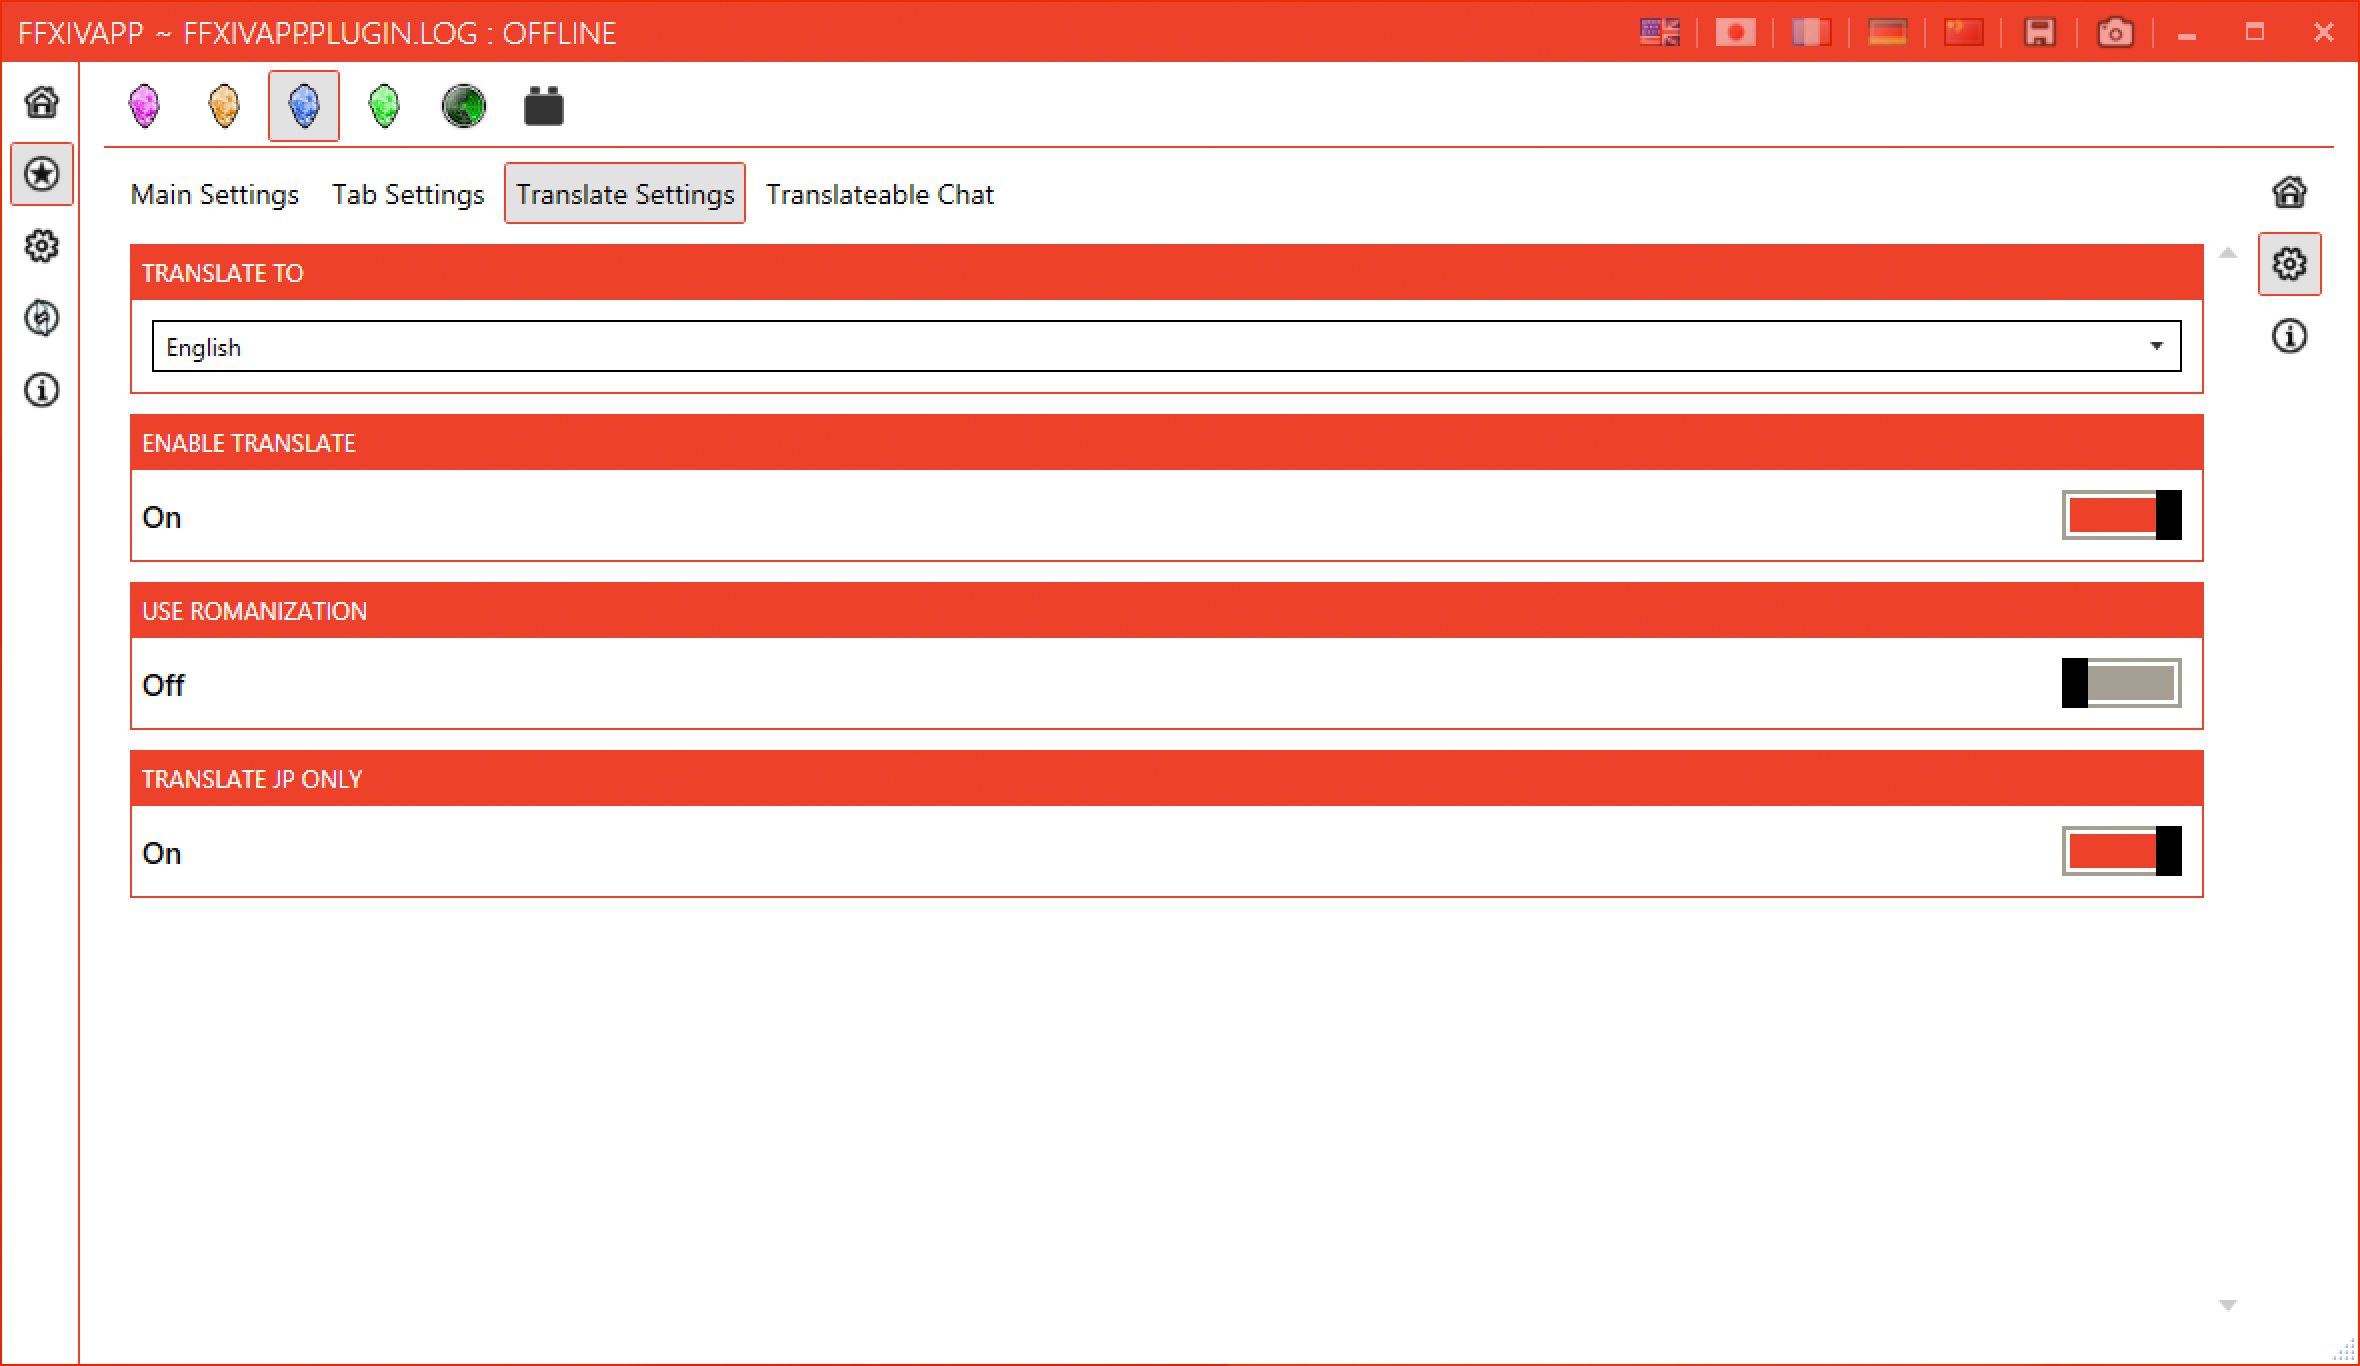 FFXIVAPP ~ FFXIVAPP.PLUGIN.LOG : OFFLINE
Main Settings Tab Settings Translate Settings Translateable Chat
TRANSLATE TO
English
ENABLE TRANSLATE
On
USE ROMANIZATION
Off
TRANSLATE JP ONLY
On